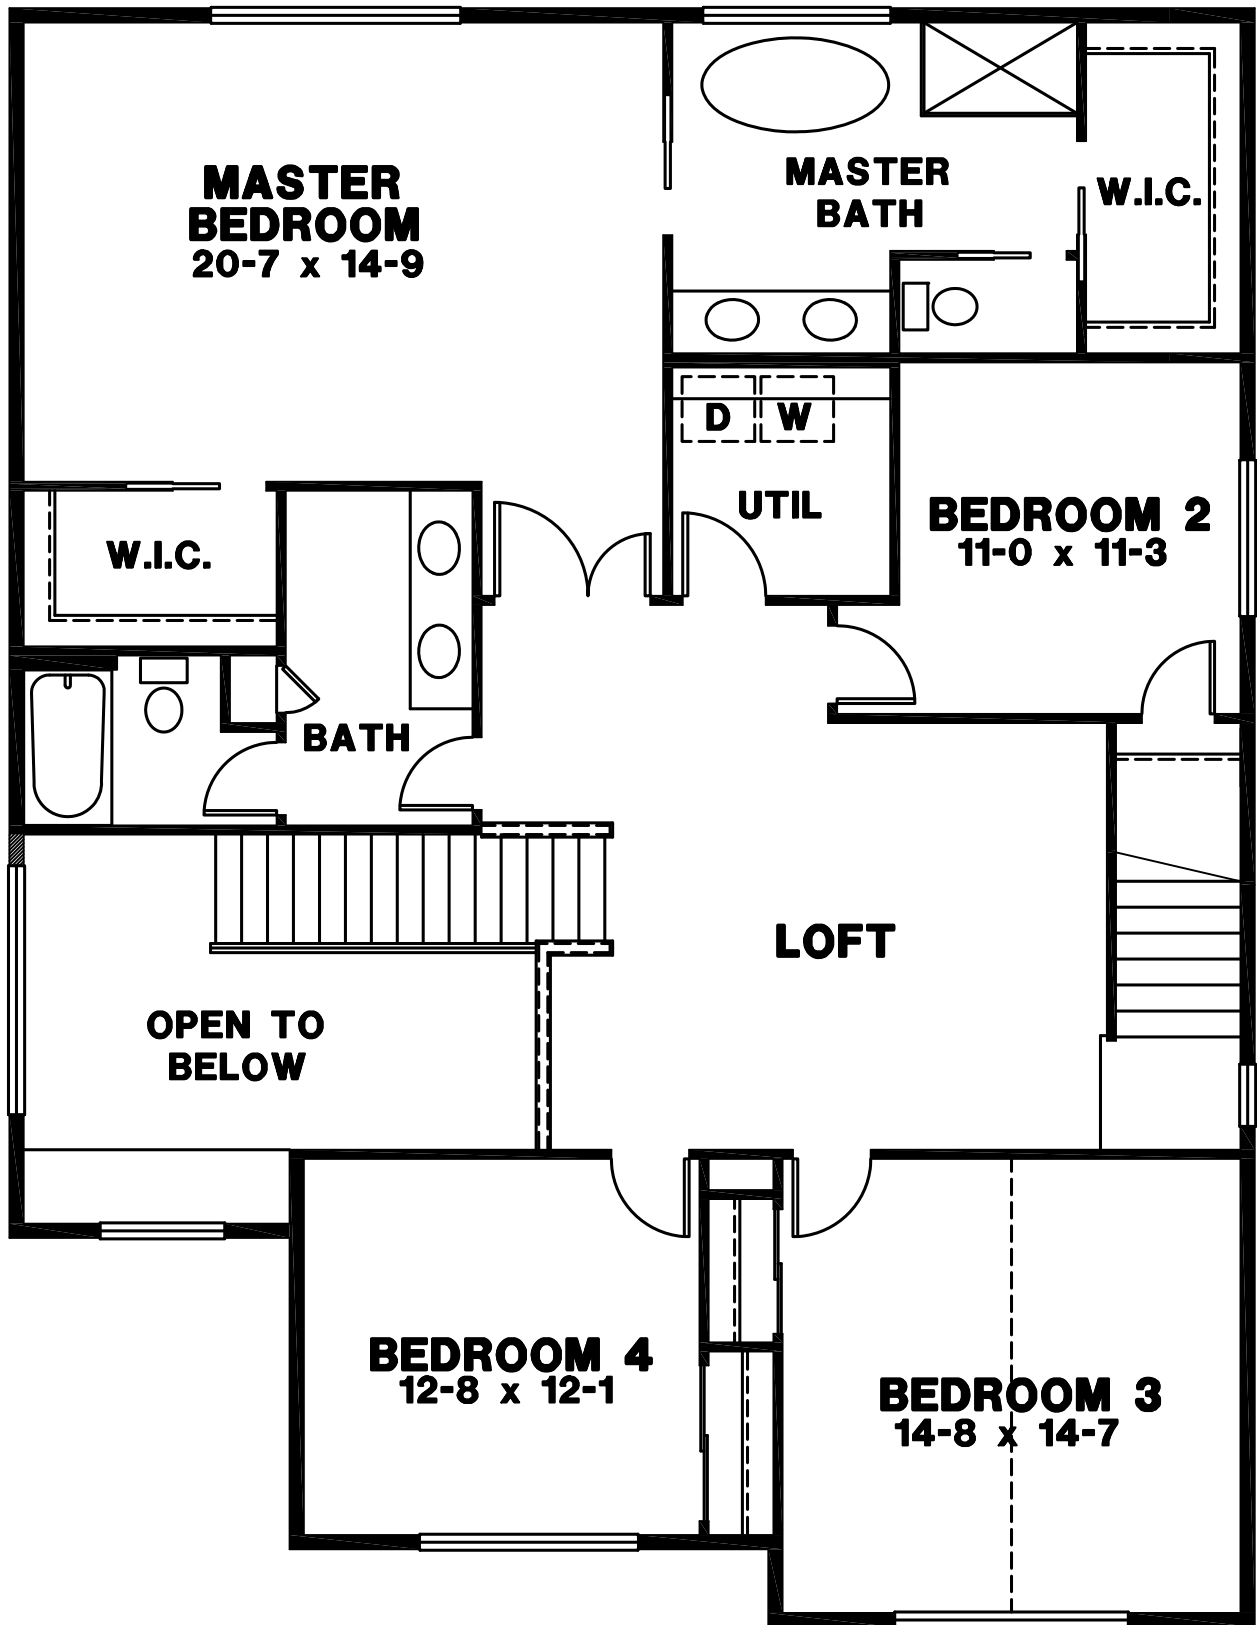 MASTER
BEDROOM
20-7 x 14-9
MASTER
BATH
W.I.C.
D W
UTIL
BEDROOM 2
11-0 x 11-3
W.I.C.
BATH
LOFT
OPEN TO
BELOW
BEDROOM 4
12-8 x 12-1
BEDROOM 3
14-8 x 14-7